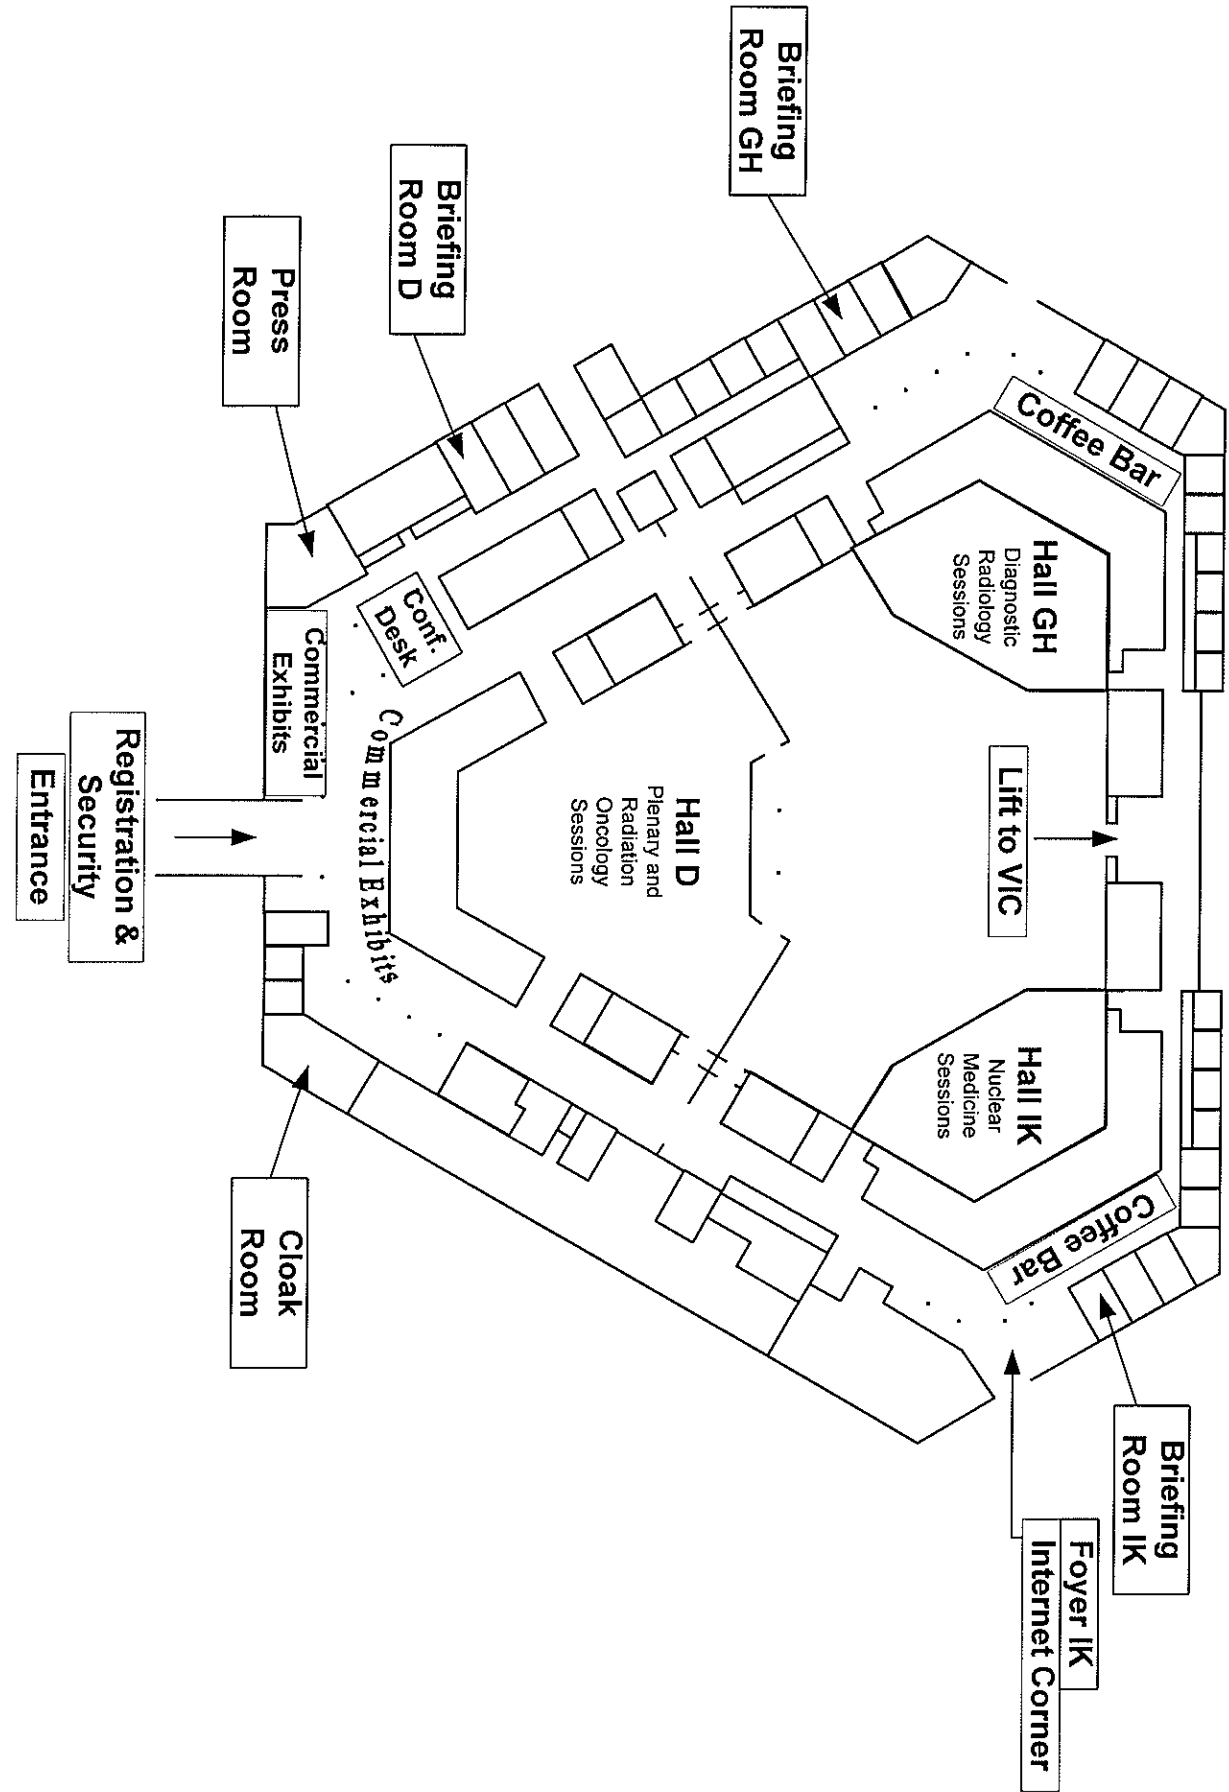 Briefing
Room IK
Coffee Bar
Coffee Bar
Foyer IK
Internet Corner
Hall GH
Diagnostic
Radiology
Sessions
Lift to VIC
Hall IK
Nuclear
Medicine
Sessions
Briefing
Room GH
Hall D
Plenary and
Radiation
Oncology
Sessions
Briefing
Room D
Conf.
Desk
Commercial Exhibits
Press
Room
Commercial
Exhibits
Cloak
Room
Registration &
Security
Entrance